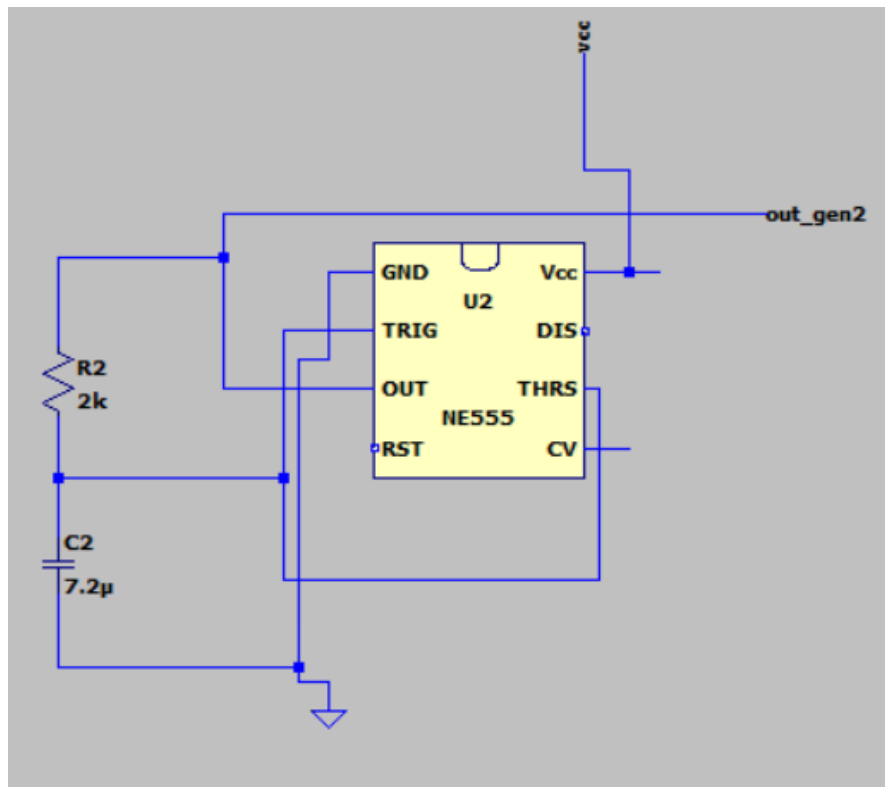 vcc
out_gen2
GND
Vcc
U2
TRIG
DIS
R2
2k
OUT
THRS
NE555
RST
CV
C2
7.2µ